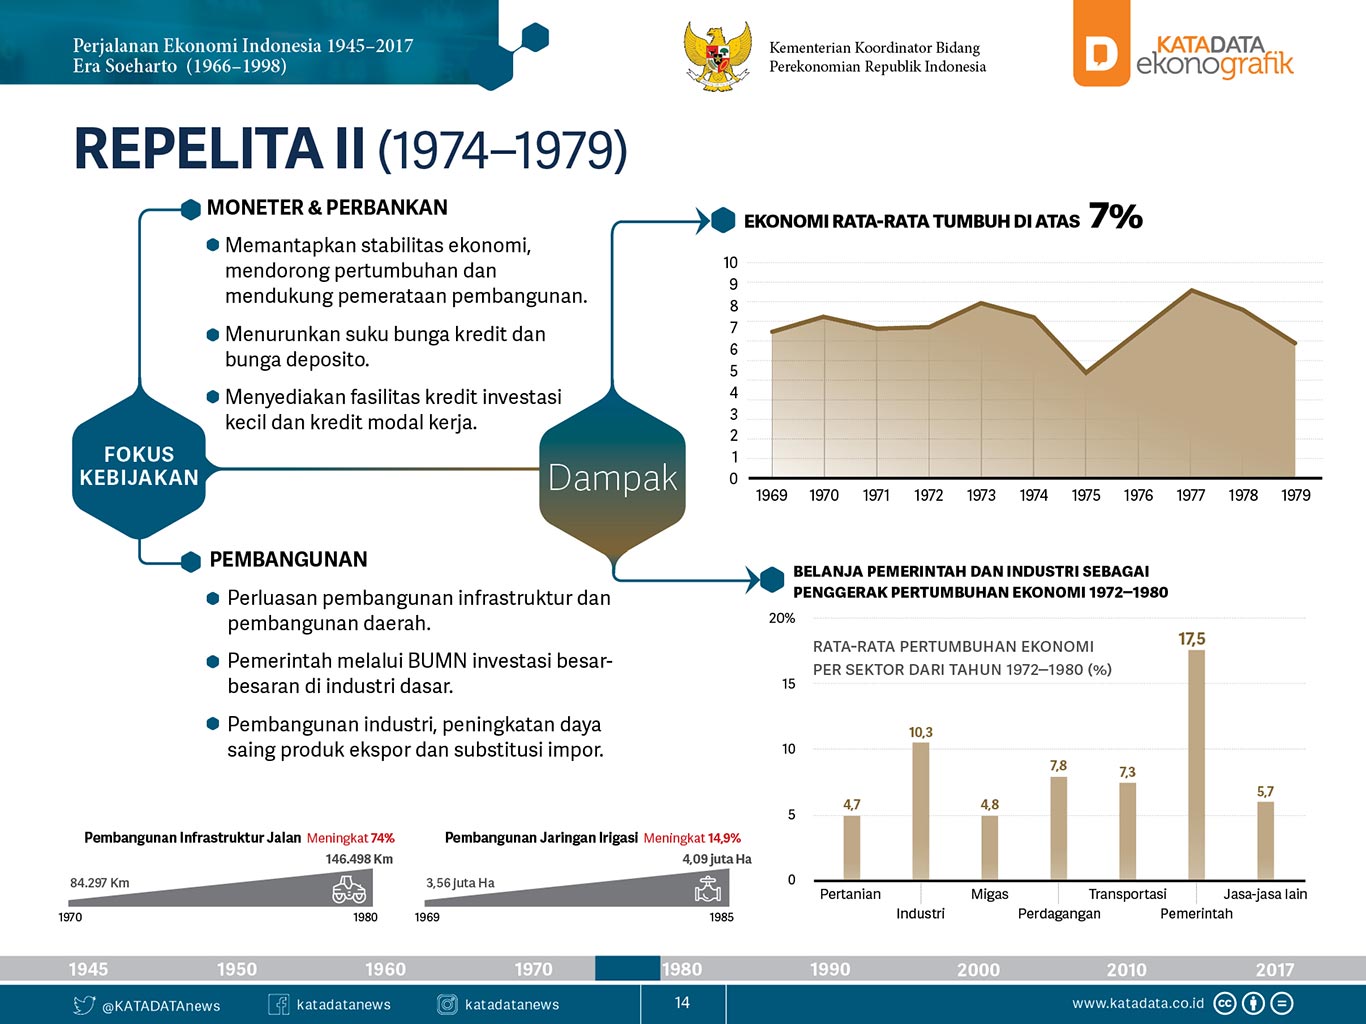 Perjalanan Ekonomi Indonesia 1945–2017
Era Soeharto (1966–1998)
Kementerian Koordinator Bidang
Perekonomian Republik Indonesia
D
KATADATA
ekonografik
REPELITA II (1974–1979)
MONETER & PERBANKAN
Memantapkan stabilitas ekonomi,
mendorong pertumbuhan dan
mendukung pemerataan pembangunan.
Menurunkan suku bunga kredit dan
bunga deposito.
Menyediakan fasilitas kredit investasi
kecil dan kredit modal kerja.
FOKUS
KEBIJAKAN
Dampak
PEMBANGUNAN
Perluasan pembangunan infrastruktur dan
pembangunan daerah.
Pemerintah melalui BUMN investasi besar-
besaran di industri dasar.
Pembangunan industri, peningkatan daya
saing produk ekspor dan substitusi impor.
Pembangunan Infrastruktur Jalan Meningkat 74%
146.498 Km
84.297 Km
1970 1980
Pembangunan Jaringan Irigasi Meningkat 14,9%
4,09 juta Ha
3,56 Juta Ha
1969 1985
EKONOMI RATA-RATA TUMBUH DI ATAS 7%
10
9
8
7
6
5
4
3
2
1
0
1969 1970 1971 1972 1973 1974 1975 1976 1977 1978 1979
BELANJA PEMERINTAH DAN INDUSTRI SEBAGAI
PENGGERAK PERTUMBUHAN EKONOMI 1972–1980
20%
RATA-RATA PERTUMBUHAN EKONOMI
PER SEKTOR DARI TAHUN 1972–1980 (%)
15
10
5
0
4,7 10,3 4,8 7,8 7,3 17,5 5,7
Pertanian Migas Transportasi Jasa-jasa lain
Industri Perdagangan Pemerintah
1945 1950 1960 1970 1980 1990 2000 2010 2017
@KATADATAnews katadatanews katadatanews 14 www.katadata.co.id cc